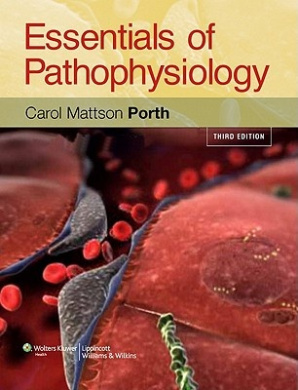 Essentials of
Pathophysiology
Carol Mattson Porth
THIRD EDITION
Wolters Kluwer
Health
Lippincott
Williams & Wilkins